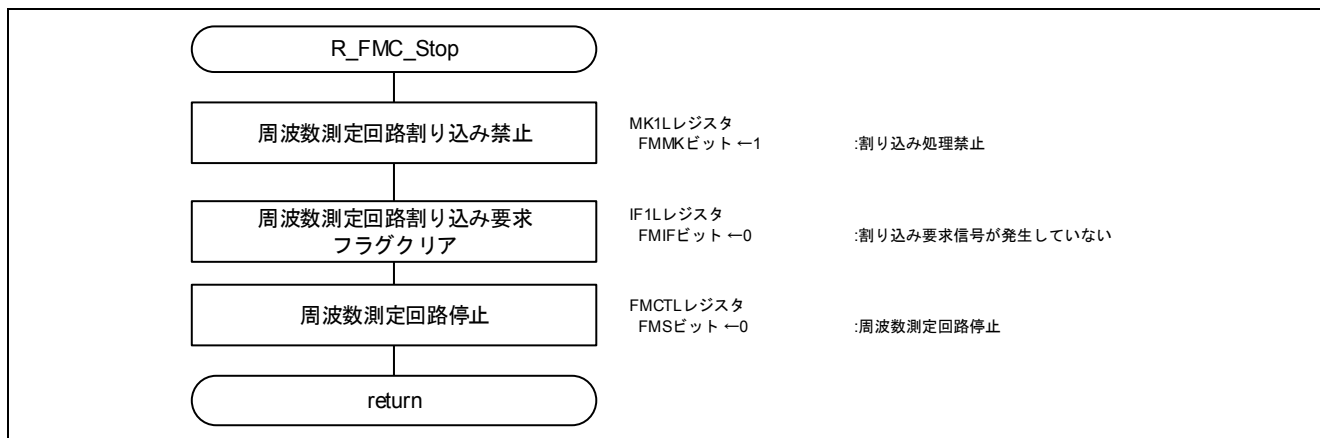 R_FMC_Stop
周波数測定回路割り込み禁止
MK1Lレジスタ
FMMKビット ←1 :割り込み処理禁止
周波数測定回路割り込み要求
フラグクリア
IF1Lレジスタ
FMIFビット ←0 :割り込み要求信号が発生していない
周波数測定回路停止
FMCTLレジスタ
FMSビット ←0 :周波数測定回路停止
return